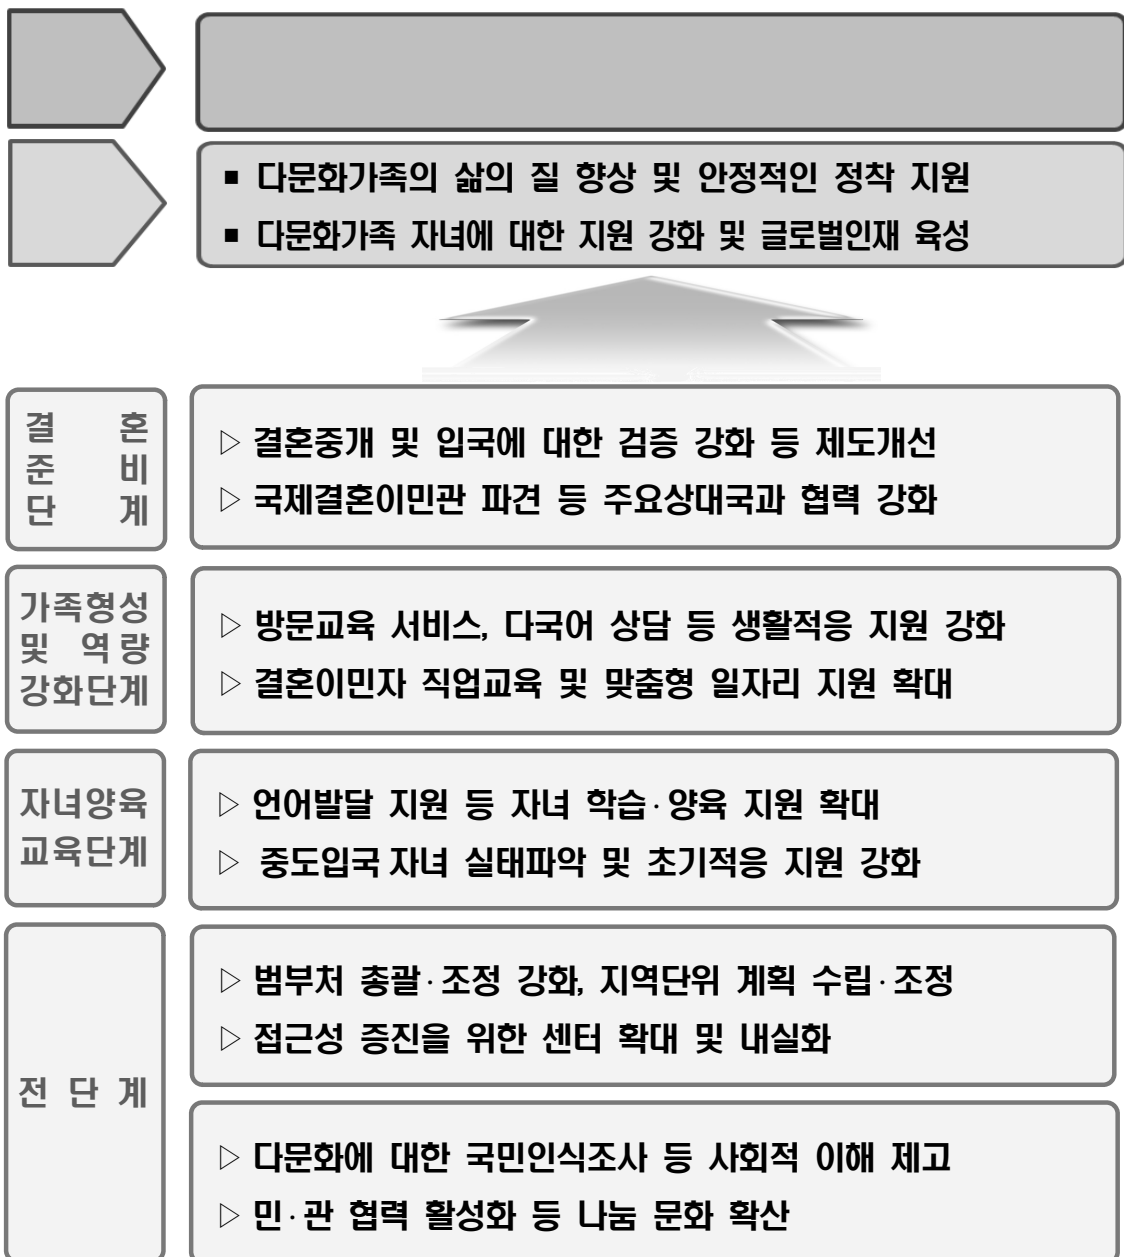 ■ 다문화가족의 삶의 질 향상 및 안정적인 정착 지원
■ 다문화가족 자녀에 대한 지원 강화 및 글로벌인재 육성
결 혼
준 비
단 계
▷ 결혼중개 및 입국에 대한 검증 강화 등 제도개선
▷ 국제결혼이민관 파견 등 주요상대국과 협력 강화
가족형성
및 역량
강화단계
▷ 방문교육 서비스, 다국어 상담 등 생활적응 지원 강화
▷ 결혼이민자 직업교육 및 맞춤형 일자리 지원 확대
자녀양육
교육단계
▷ 언어발달 지원 등 자녀 학습·양육 지원 확대
▷ 중도입국 자녀 실태파악 및 초기적응 지원 강화
전 단 계
▷ 범부처 총괄·조정 강화, 지역단위 계획 수립·조정
▷ 접근성 증진을 위한 센터 확대 및 내실화
▷ 다문화에 대한 국민인식조사 등 사회적 이해 제고
▷ 민·관 협력 활성화 등 나눔 문화 확산